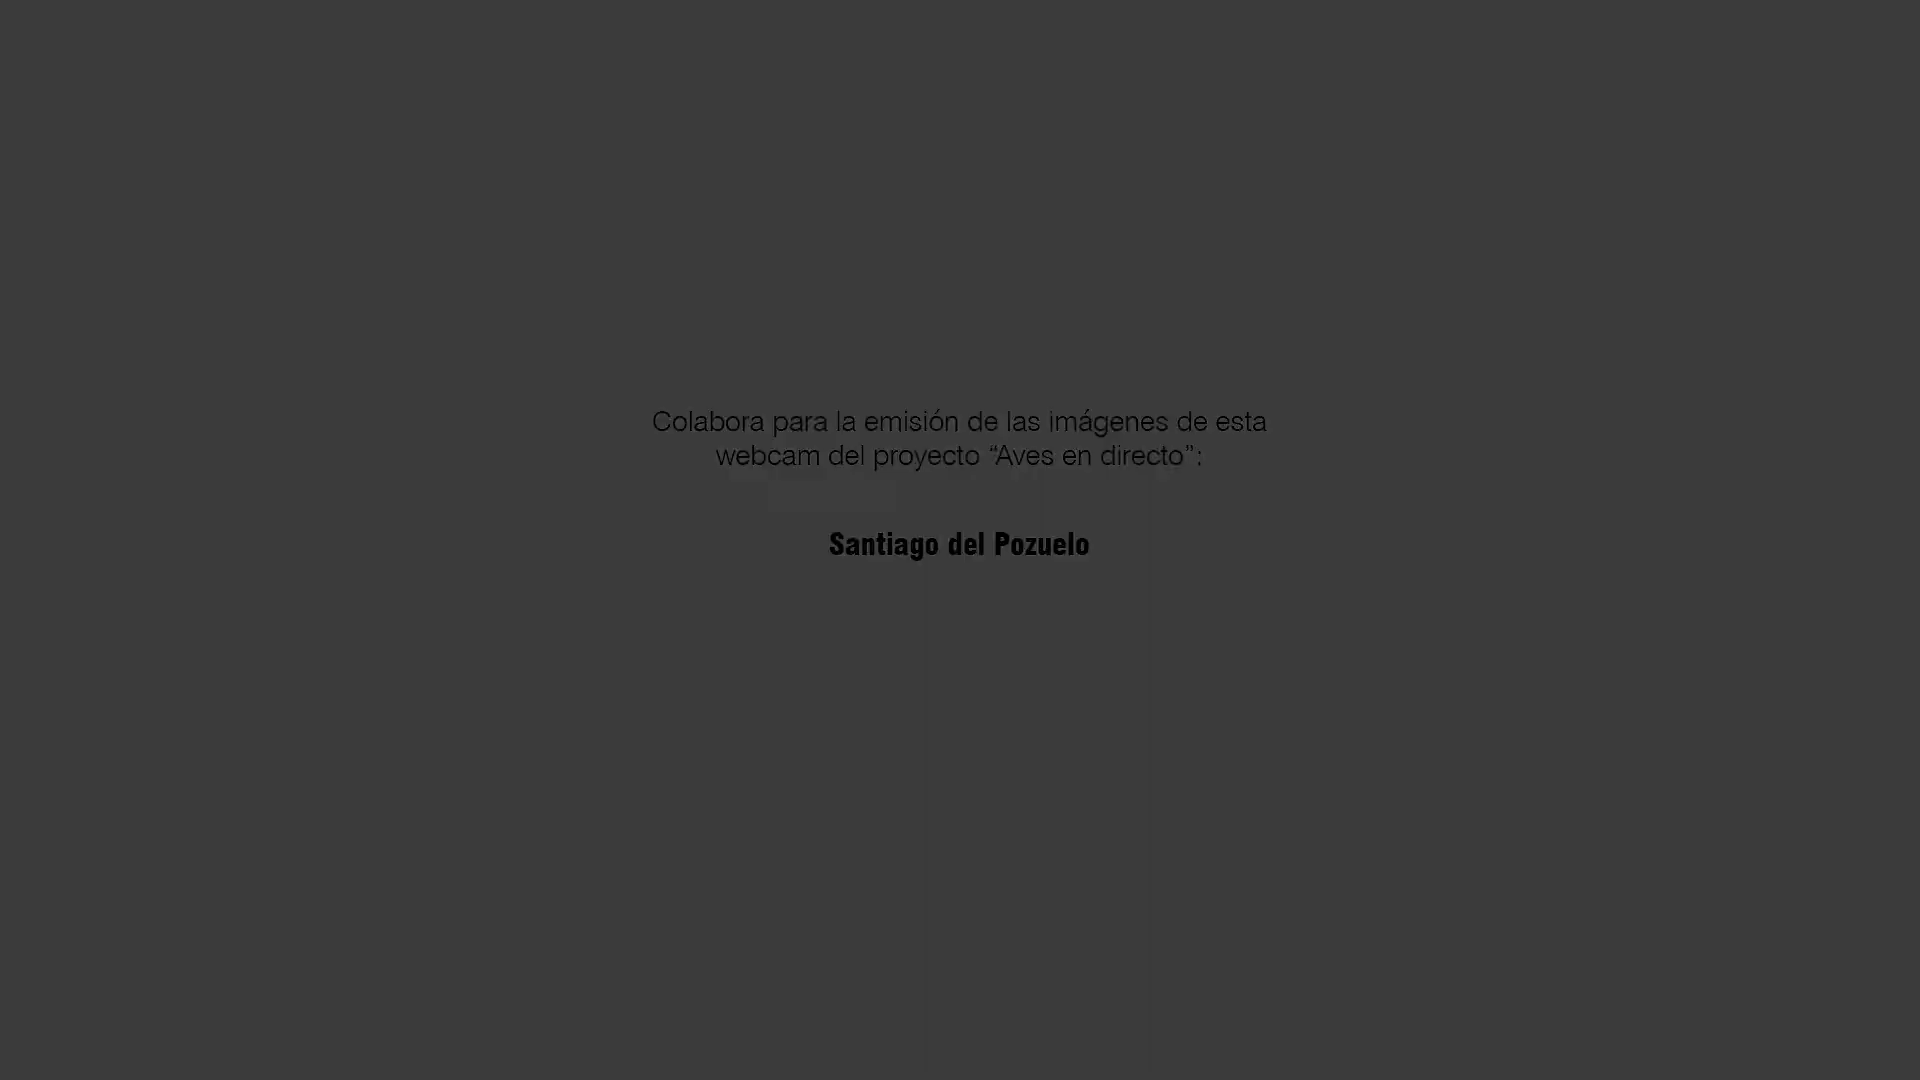 Colabora para la emisión de las imágenes de esta
webcam del proyecto “Aves en directo”:
Santiago del Pozuelo